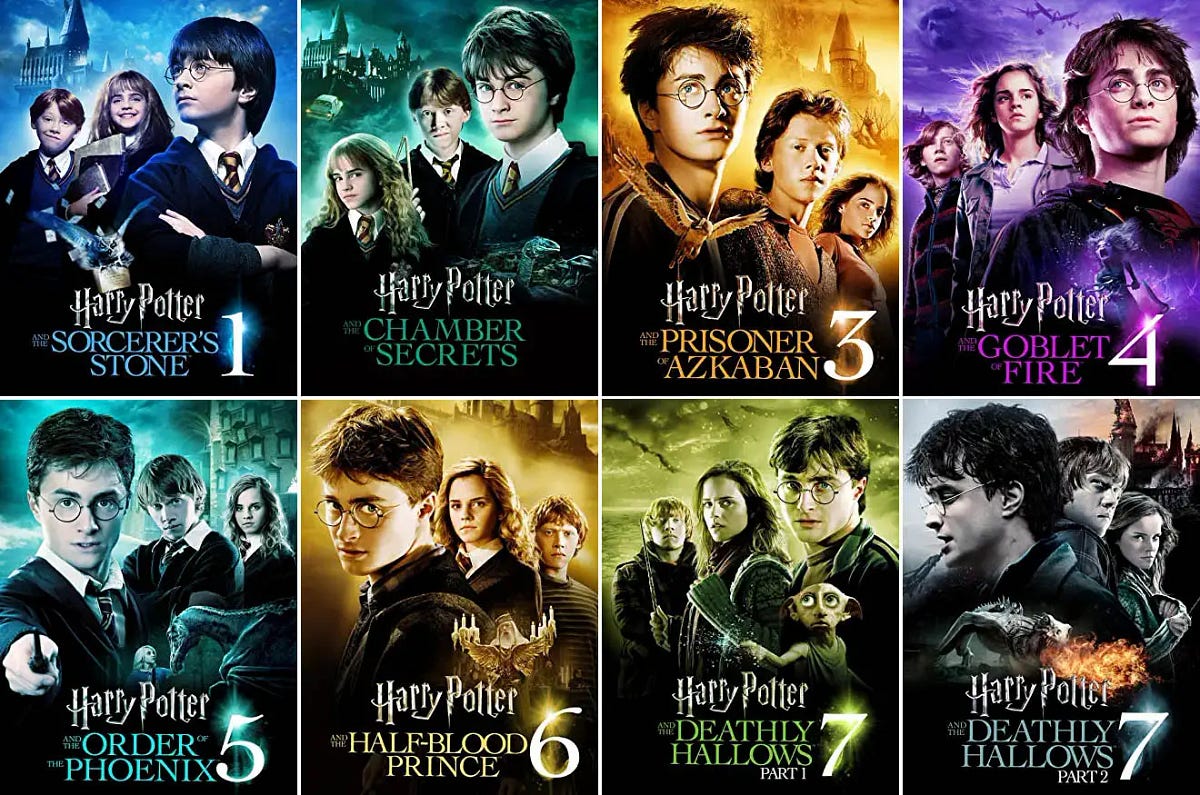 Harry Potter
AND THE SORCERER'S
STONE 1
Harry Potter
AND THE CHAMBER
OF SECRETS
Harry Potter
AND THE PRISONER
OF AZKABAN 3
Harry Potter
AND THE GOBLET
OF FIRE 4
Harry Potter
AND THE ORDER OF
THE PHOENIX 5
Harry Potter
AND THE HALF-BLOOD
PRINCE 6
Harry Potter
AND THE DEATHLY
HALLOWS
PART 1 7
Harry Potter
AND THE DEATHLY
HALLOWS
PART 2 7